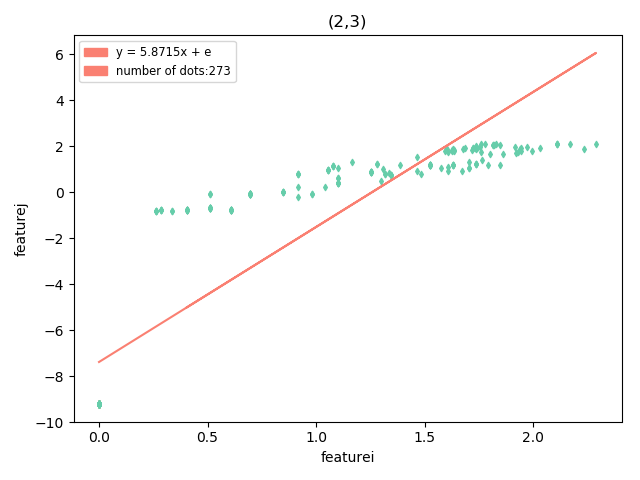 (2,3)
y = 5.8715x + e
number of dots:273
6
4
2
0
−2
−4
−6
−8
−10
featurej
0.0 0.5 1.0 1.5 2.0
featurei